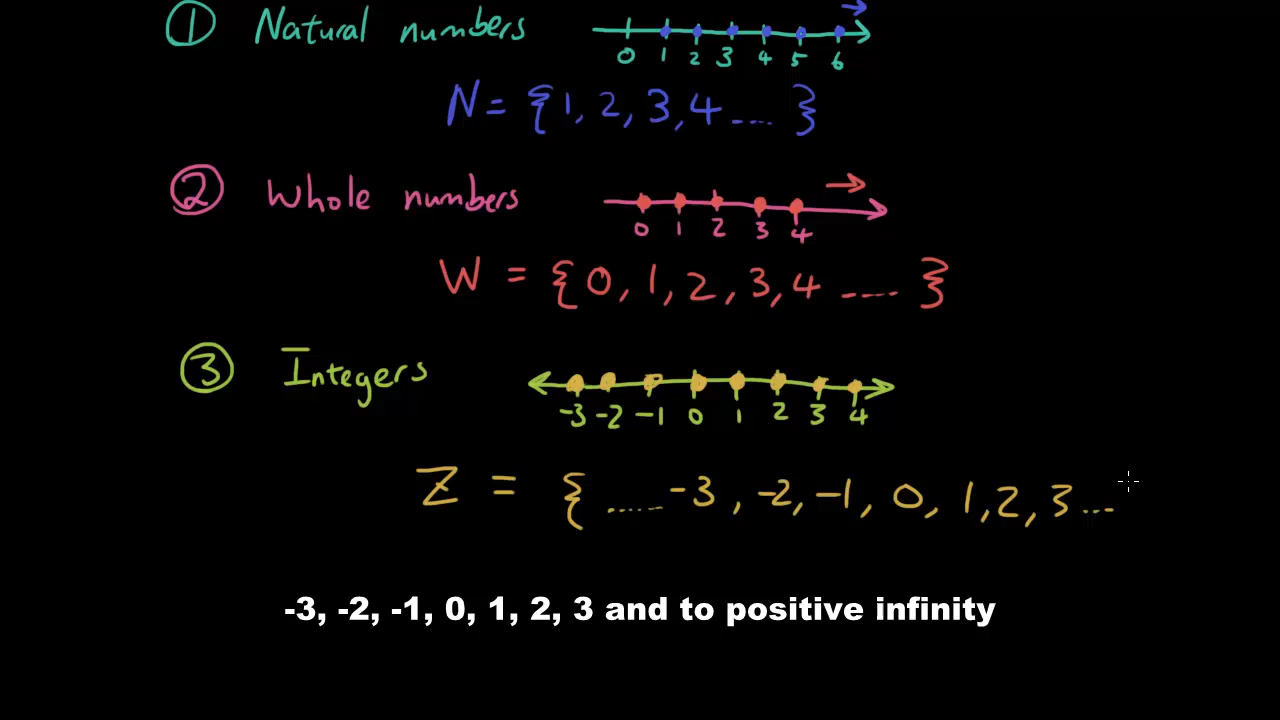 ① Natural numbers
0 1 2 3 4 5 6
N = {1, 2, 3, 4 .... }
② Whole numbers
0 1 2 3 4
W = {0, 1, 2, 3, 4 ..... }
③ Integers
-3 -2 -1 0 1 2 3 4
Z = { ...... -3, -2, -1, 0, 1, 2, 3 ....
-3, -2, -1, 0, 1, 2, 3 and to positive infinity